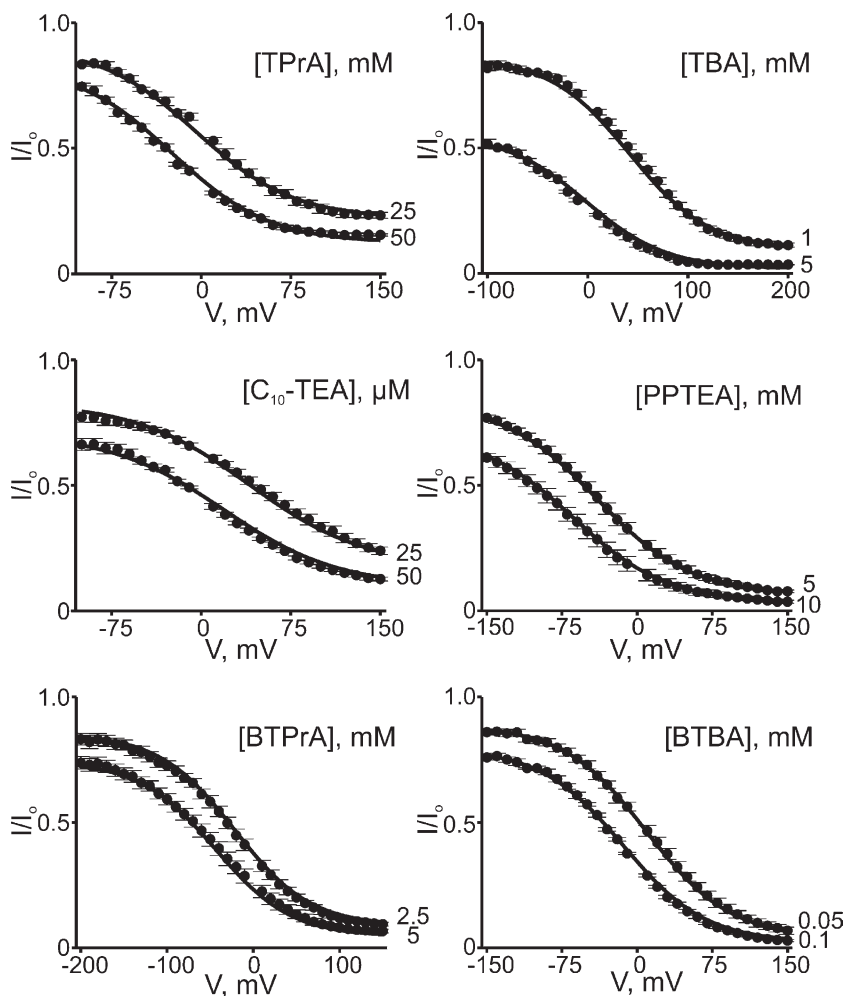 1.0
[TPrA], mM
I/I₀
0.5
25
50
0
-75 0 75 150
V, mV
1.0
[TBA], mM
I/I₀
0.5
1
5
0
-100 0 100 200
V, mV
1.0
[C₁₀-TEA], µM
I/I₀
0.5
25
50
0
-75 0 75 150
V, mV
1.0
[PPTEA], mM
I/I₀
0.5
5
10
0
-150 -75 0 75 150
V, mV
1.0
[BTPrA], mM
I/I₀
0.5
2.5
5
0
-200 -100 0 100
V, mV
1.0
[BTBA], mM
I/I₀
0.5
0.05
0.1
0
-150 -75 0 75 150
V, mV